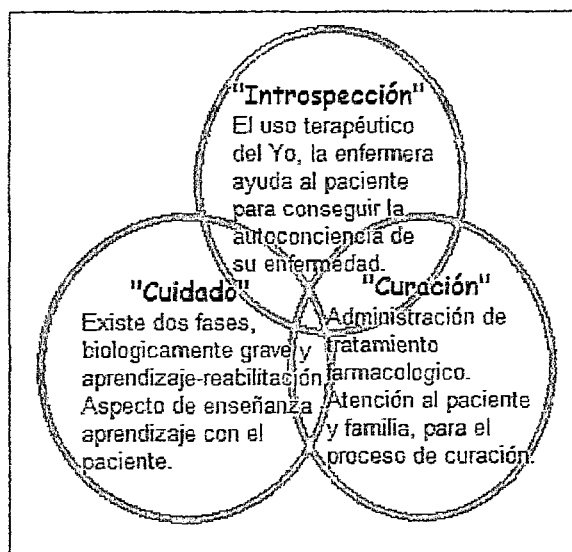 "Introspección"
El uso terapéutico
del Yo, la enfermera
ayuda al paciente
para conseguir la
autoconciencia de
su enfermedad.
"Cuidado"
Existe dos fases,
biologicamente grave y
aprendizaje-reabilitación
Aspecto de enseñanza
aprendizaje con el
paciente.
"Curación"
Administración de
tratamiento
farmacologico.
Atención al paciente
y familia, para el
proceso de curación.